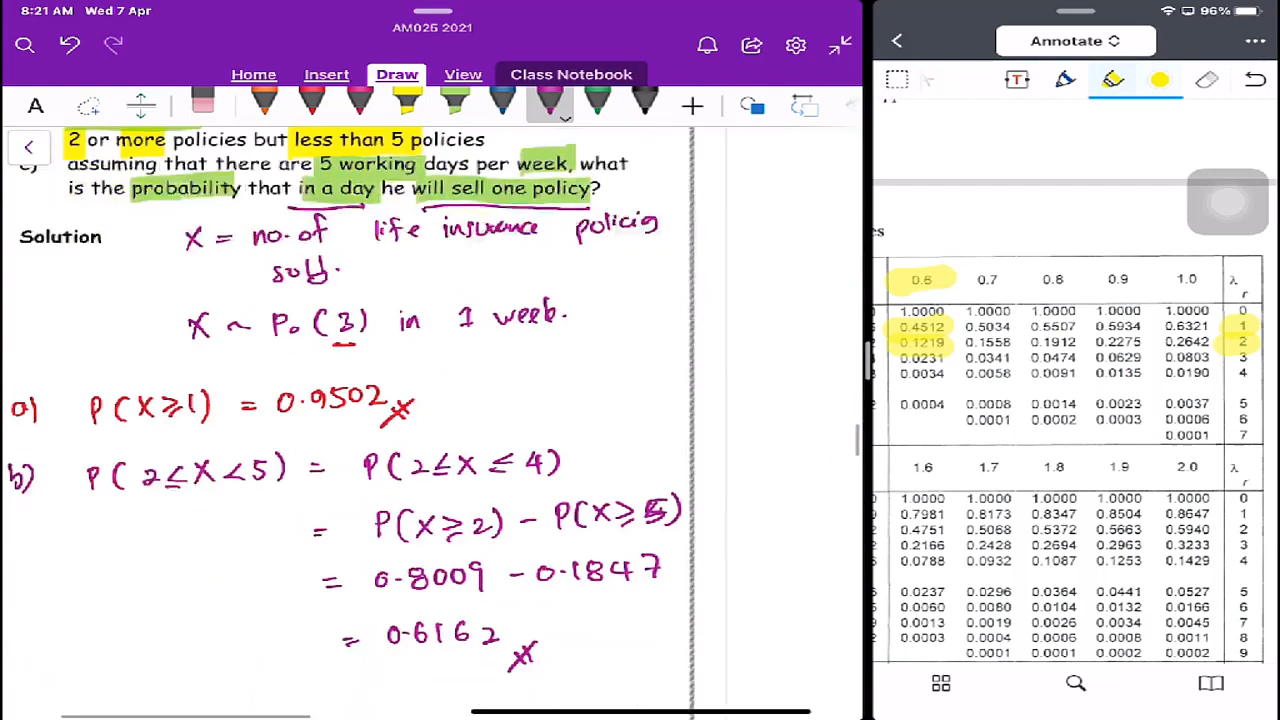 8:21 AM Wed 7 Apr
96%
AM025 2021
Annotate
Home Insert Draw View Class Notebook
A
T
2 or more policies but less than 5 policies
assuming that there are 5 working days per week, what
is the probability that in a day he will sell one policy?
Solution
X = no. of life insurance policies
sold.
X ~ Po (3) in 1 week.
a) P(X≥1) = 0.9502
b) P(2≤X<5) = P(2≤X≤4)
= P(X≥2) - P(X≥5)
= 0.8009 - 0.1847
= 0.6162
es
0.6 0.7 0.8 0.9 1.0 λ
r
1.0000 1.0000 1.0000 1.0000 1.0000 0
0.4512 0.5034 0.5507 0.5934 0.6321 1
0.1219 0.1558 0.1912 0.2275 0.2642 2
0.0231 0.0341 0.0474 0.0629 0.0803 3
0.0034 0.0058 0.0091 0.0135 0.0190 4
0.0004 0.0008 0.0014 0.0023 0.0037 5
0.0001 0.0002 0.0003 0.0006 6
0.0001 7
1.6 1.7 1.8 1.9 2.0 λ
r
1.0000 1.0000 1.0000 1.0000 1.0000 0
0.7981 0.8173 0.8347 0.8504 0.8647 1
0.4751 0.5068 0.5372 0.5663 0.5940 2
0.2166 0.2428 0.2694 0.2963 0.3233 3
0.0788 0.0932 0.1087 0.1253 0.1429 4
0.0237 0.0296 0.0364 0.0441 0.0527 5
0.0060 0.0080 0.0104 0.0132 0.0166 6
0.0013 0.0019 0.0026 0.0034 0.0045 7
0.0003 0.0004 0.0006 0.0008 0.0011 8
0.0001 0.0001 0.0002 0.0002 9